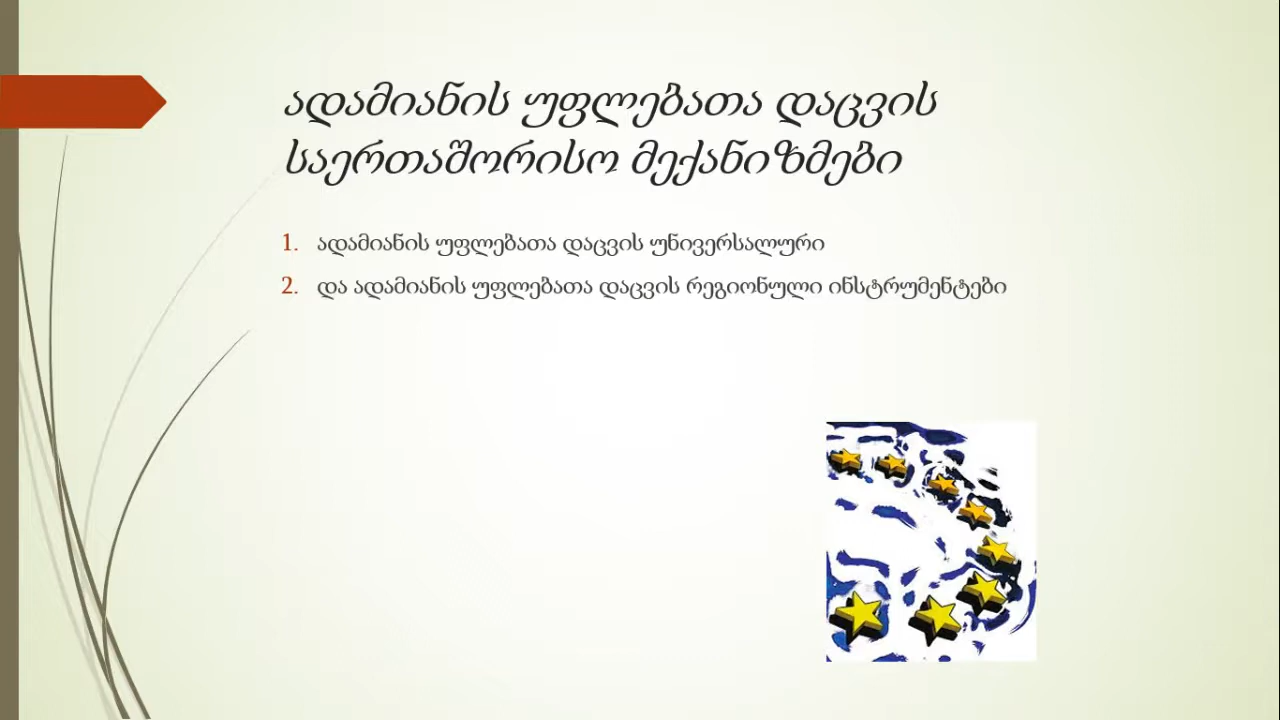 ადამიანის უფლებათა დაცვის
საერთაშორისო მექანიზმები
1. ადამიანის უფლებათა დაცვის უნივერსალური
2. და ადამიანის უფლებათა დაცვის რეგიონული ინსტრუმენტები